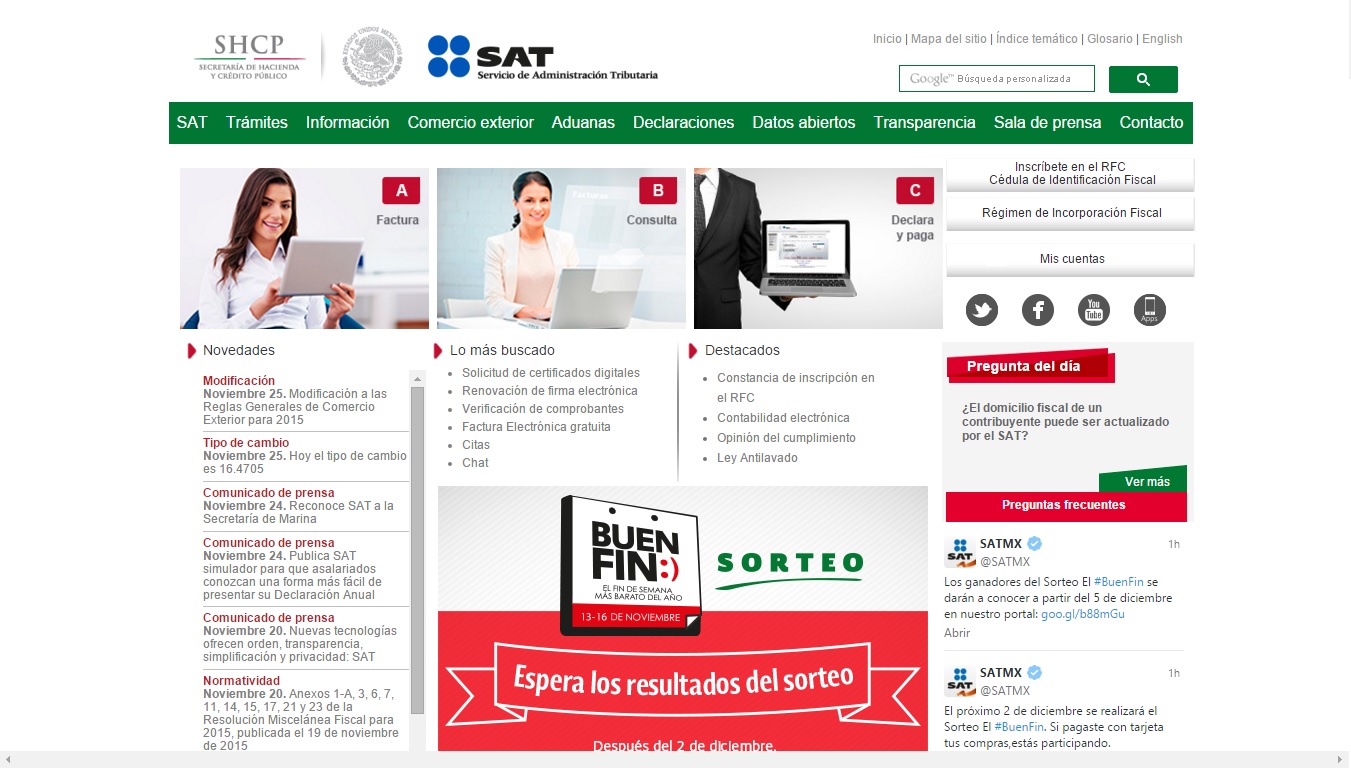 SHCP
SECRETARÍA DE HACIENDA
Y CRÉDITO PÚBLICO
ESTADOS UNIDOS MEXICANOS
SAT
Servicio de Administración Tributaria
Inicio | Mapa del sitio | Índice temático | Glosario | English
Google™ Búsqueda personalizada
SAT Trámites Información Comercio exterior Aduanas Declaraciones Datos abiertos Transparencia Sala de prensa Contacto
A
Factura
Facturas
B
Consulta
C
Declara
y paga
Inscríbete en el RFC
Cédula de Identificación Fiscal
Régimen de Incorporación Fiscal
Mis cuentas
You
Tube
Apps
Novedades
Modificación
Noviembre 25. Modificación a las
Reglas Generales de Comercio
Exterior para 2015
Tipo de cambio
Noviembre 25. Hoy el tipo de cambio
es 16.4705
Comunicado de prensa
Noviembre 24. Reconoce SAT a la
Secretaría de Marina
Comunicado de prensa
Noviembre 24. Publica SAT
simulador para que asalariados
conozcan una forma más fácil de
presentar su Declaración Anual
Comunicado de prensa
Noviembre 20. Nuevas tecnologías
ofrecen orden, transparencia,
simplificación y privacidad: SAT
Normatividad
Noviembre 20. Anexos 1-A, 3, 6, 7,
11, 14, 15, 17, 21 y 23 de la
Resolución Miscelánea Fiscal para
2015, publicada el 19 de noviembre
de 2015
Lo más buscado
Solicitud de certificados digitales
Renovación de firma electrónica
Verificación de comprobantes
Factura Electrónica gratuita
Citas
Chat
Destacados
Constancia de inscripción en
el RFC
Contabilidad electrónica
Opinión del cumplimiento
Ley Antilavado
BUEN
FIN:)
EL FIN DE SEMANA
MÁS BARATO DEL AÑO
13-16 DE NOVIEMBRE
SORTEO
Espera los resultados del sorteo
Después del 2 de diciembre.
Pregunta del día
¿El domicilio fiscal de un
contribuyente puede ser actualizado
por el SAT?
Ver más
Preguntas frecuentes
SAT
SATMX 1h
@SATMX
Los ganadores del Sorteo El #BuenFin se
darán a conocer a partir del 5 de diciembre
en nuestro portal: goo.gl/b88mGu
Abrir
SAT
SATMX 1h
@SATMX
El próximo 2 de diciembre se realizará el
Sorteo El #BuenFin. Si pagaste con tarjeta
tus compras,estás participando.